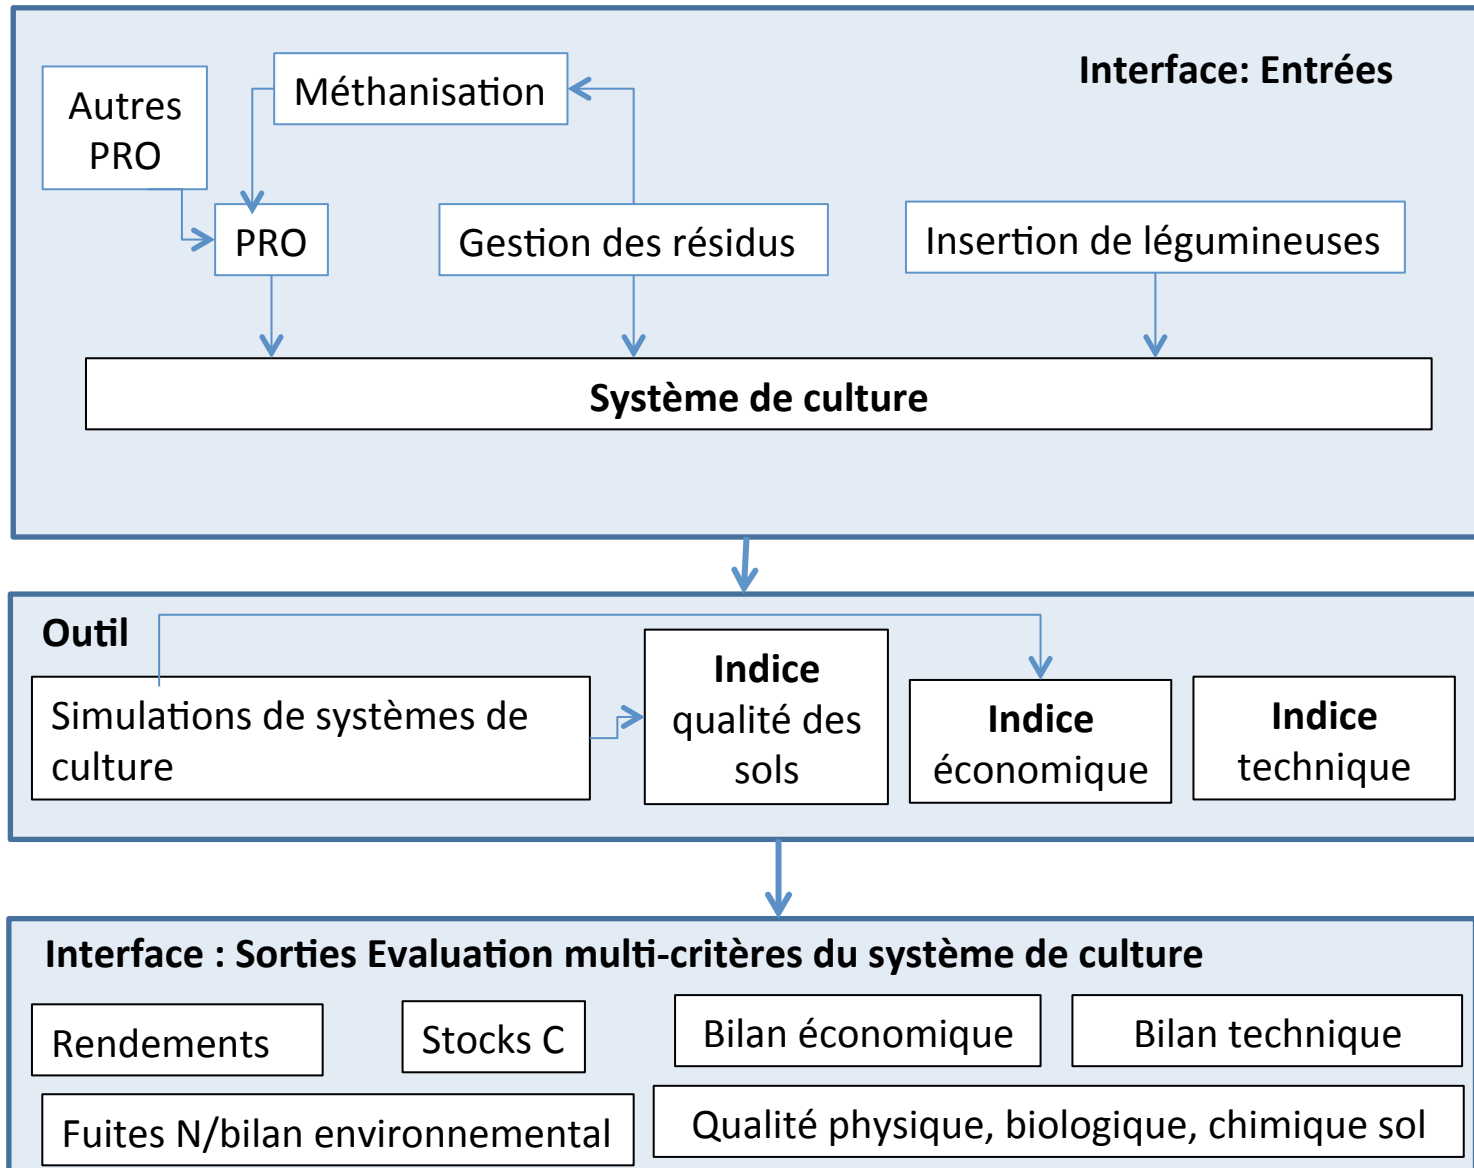 Interface: Entrées
Autres
PRO
Méthanisation
PRO
Gestion des résidus
Insertion de légumineuses
Système de culture
Outil
Simulations de systèmes de
culture
Indice
qualité des
sols
Indice
économique
Indice
technique
Interface : Sorties Evaluation multi-critères du système de culture
Rendements
Stocks C
Bilan économique
Bilan technique
Fuites N/bilan environnemental
Qualité physique, biologique, chimique sol